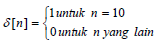 δ[n] = {1 untuk n = 10
0 untuk n yang lain